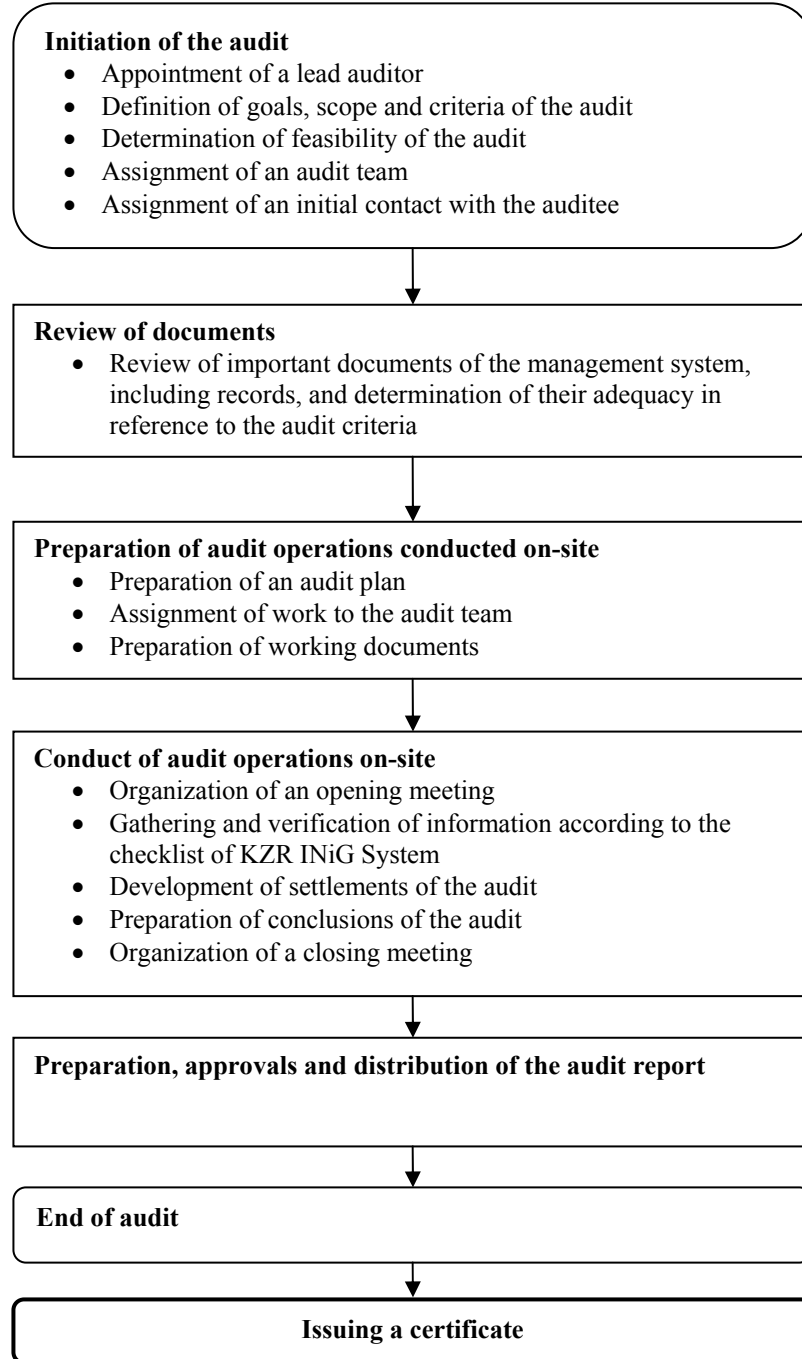 Initiation of the audit
• Appointment of a lead auditor
• Definition of goals, scope and criteria of the audit
• Determination of feasibility of the audit
• Assignment of an audit team
• Assignment of an initial contact with the auditee
Review of documents
• Review of important documents of the management system,
including records, and determination of their adequacy in
reference to the audit criteria
Preparation of audit operations conducted on-site
• Preparation of an audit plan
• Assignment of work to the audit team
• Preparation of working documents
Conduct of audit operations on-site
• Organization of an opening meeting
• Gathering and verification of information according to the
checklist of KZR INiG System
• Development of settlements of the audit
• Preparation of conclusions of the audit
• Organization of a closing meeting
Preparation, approvals and distribution of the audit report
End of audit
Issuing a certificate